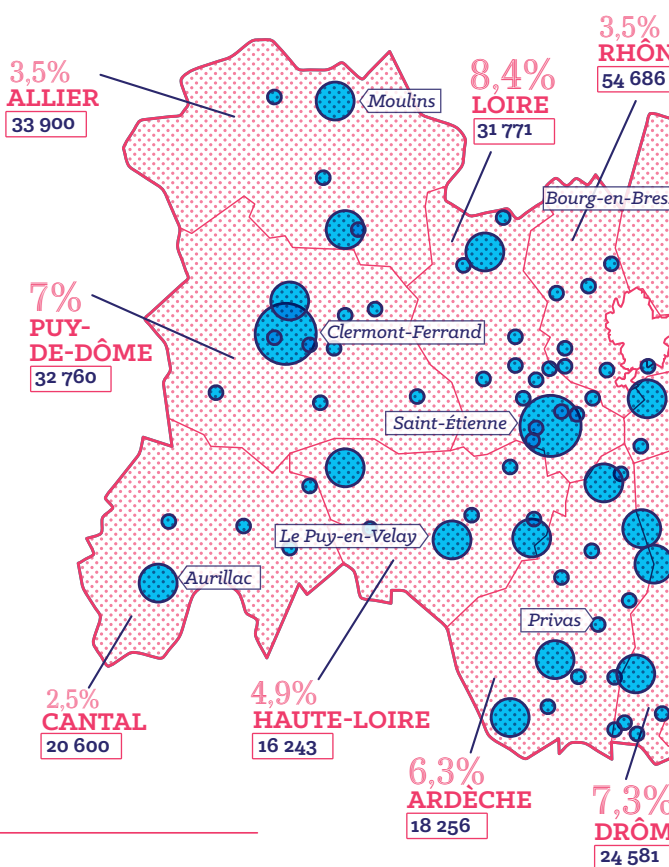 3,5%
ALLIER
33 900
Moulins
8,4%
LOIRE
31 771
3,5%
RHÔN
54 686
Bourg-en-Bres
7%
PUY-
DE-DÔME
32 760
Clermont-Ferrand
Saint-Étienne
Le Puy-en-Velay
Aurillac
Privas
2,5%
CANTAL
20 600
4,9%
HAUTE-LOIRE
16 243
6,3%
ARDÈCHE
18 256
7,3%
DRÔM
24 581